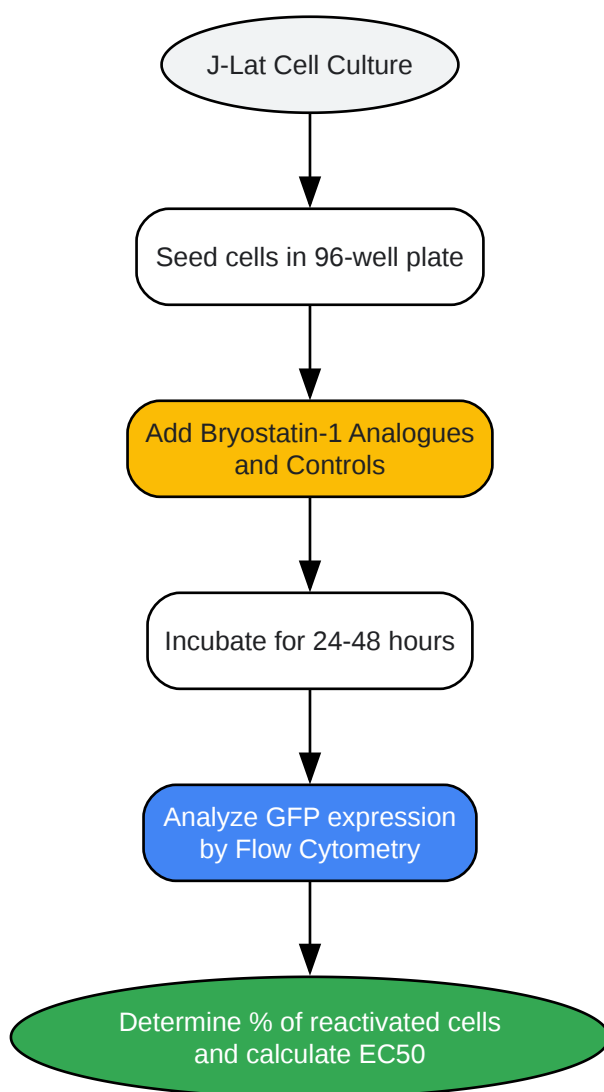 J-Lat Cell Culture
Seed cells in 96-well plate
Add Bryostatin-1 Analogues
and Controls
Incubate for 24-48 hours
Analyze GFP expression
by Flow Cytometry
Determine % of reactivated cells
and calculate EC50